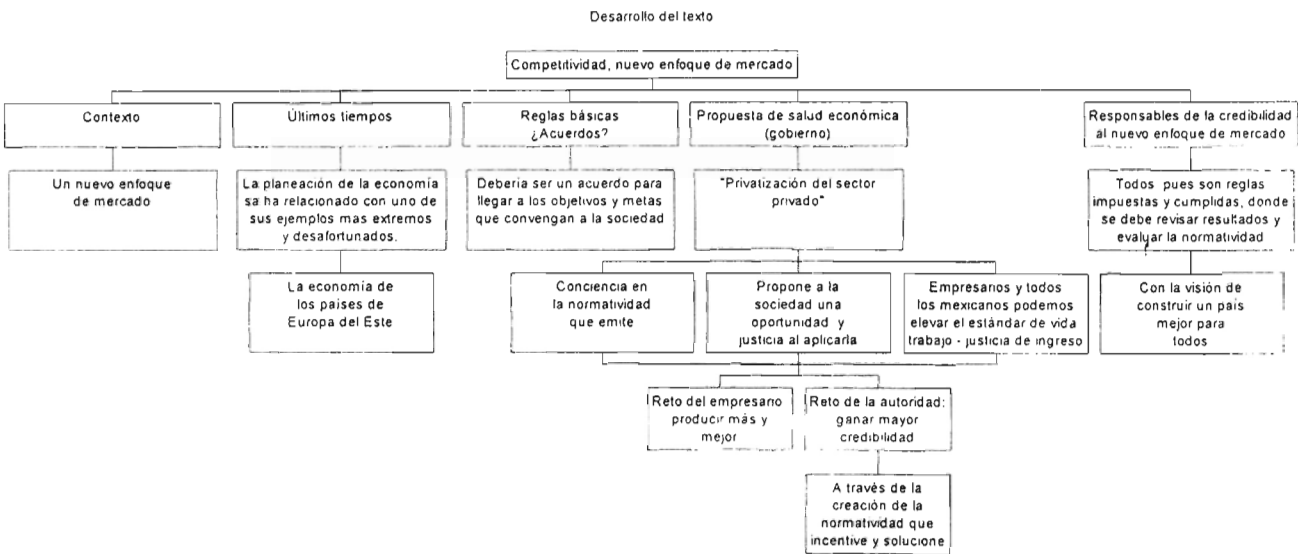 Desarrollo del texto
Competitividad, nuevo enfoque de mercado
Contexto
Últimos tiempos
Reglas básicas
¿Acuerdos?
Propuesta de salud económica
(gobierno)
Responsables de la credibilidad
al nuevo enfoque de mercado
Un nuevo enfoque
de mercado
La planeación de la economía
sa ha relacionado con uno de
sus ejemplos mas extremos
y desafortunados.
Debería ser un acuerdo para
llegar a los objetivos y metas
que convengan a la sociedad
"Privatización del sector
privado"
Todos pues son reglas
impuestas y cumplidas, donde
se debe revisar resultados y
evaluar la normatividad
La economía de
los países de
Europa del Este
Conciencia en
la normatividad
que emite
Propone a la
sociedad una
oportunidad y
justicia al aplicarla
Empresarios y todos
los mexicanos podemos
elevar el estándar de vida
trabajo - justicia de ingreso
Con la visión de
construir un país
mejor para
todos
Reto del empresario
producir más y
mejor
Reto de la autoridad:
ganar mayor
credibilidad
A través de la
creación de la
normatividad que
incentive y solucione